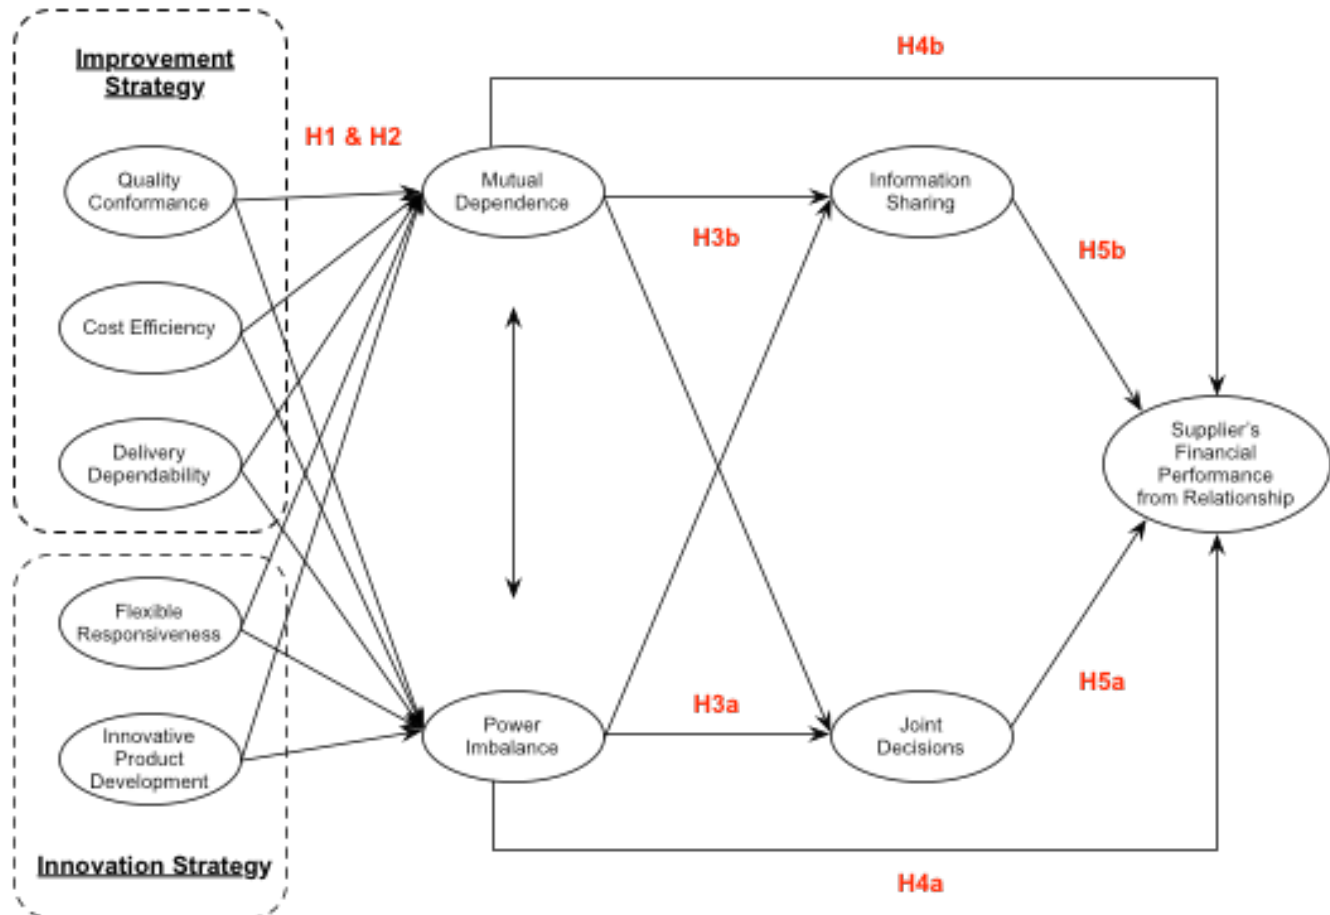 Improvement
Strategy
H1 & H2
H4b
Quality
Conformance
Mutual
Dependence
Information
Sharing
H3b
H5b
Cost Efficiency
Delivery
Dependability
Supplier's
Financial
Performance
from Relationship
Flexible
Responsiveness
H3a
H5a
Innovative
Product
Development
Power
Imbalance
Joint
Decisions
Innovation Strategy
H4a